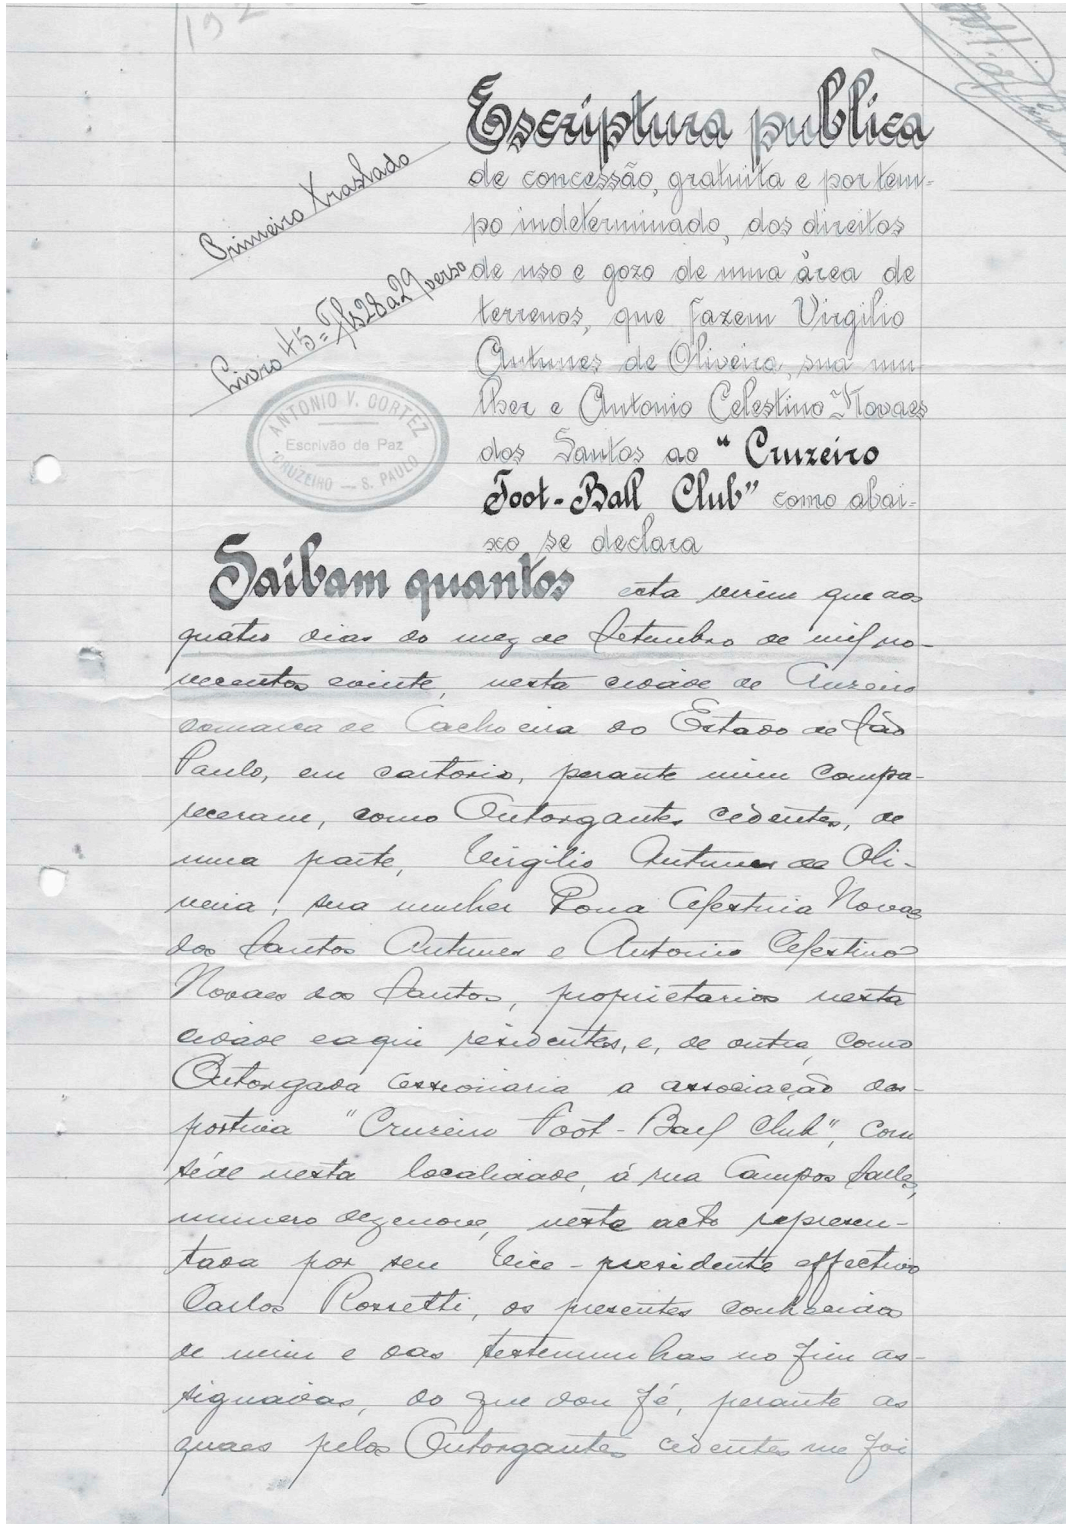 192
Escriptura publica
de concessão, gratuita e por tem-
po indeterminado, dos direitos
de uso e gozo de uma área de
terrenos, que fazem Virgilio
Antunes de Oliveira, sua mu-
lher e Antonio Celestino Novaes
dos Santos ao "Cruzeiro
Foot-Ball Club" como abai-
xo se declara
Primeiro Traslado
Livro 45= Fls 28 a 29 verso
ANTONIO V. CORTEZ
Escrivão de Paz
CRUZEIRO — S. PAULO
Saibam quantos esta virem que aos
quatro dias do mez de Setembro de mil no-
vecentos e vinte, nesta cidade de Cruzeiro
comarca de Cachoeira do Estado de São
Paulo, em cartorio, perante mim compa-
receram, como Outorgantes cedentes, de
uma parte, Virgilio Antunes de Oli-
veira, sua mulher Dona Celestina Novaes
dos Santos Antunes e Antonio Celestino
Novaes dos Santos, proprietarios nesta
cidade e aqui residentes, e, de outra, como
Outorgada cessionaria a associação des-
portiva "Cruzeiro Foot-Ball Club", com
séde nesta localidade, á rua Campos Salles,
numero dezenove, neste acto represen-
tada por seu Vice-presidente effectivo
Carlos Rossetti, os presentes conhecidos
de mim e das testemunhas no fim as-
signadas, do que dou fé, perante as
quaes pelos Outorgantes cedentes me foi